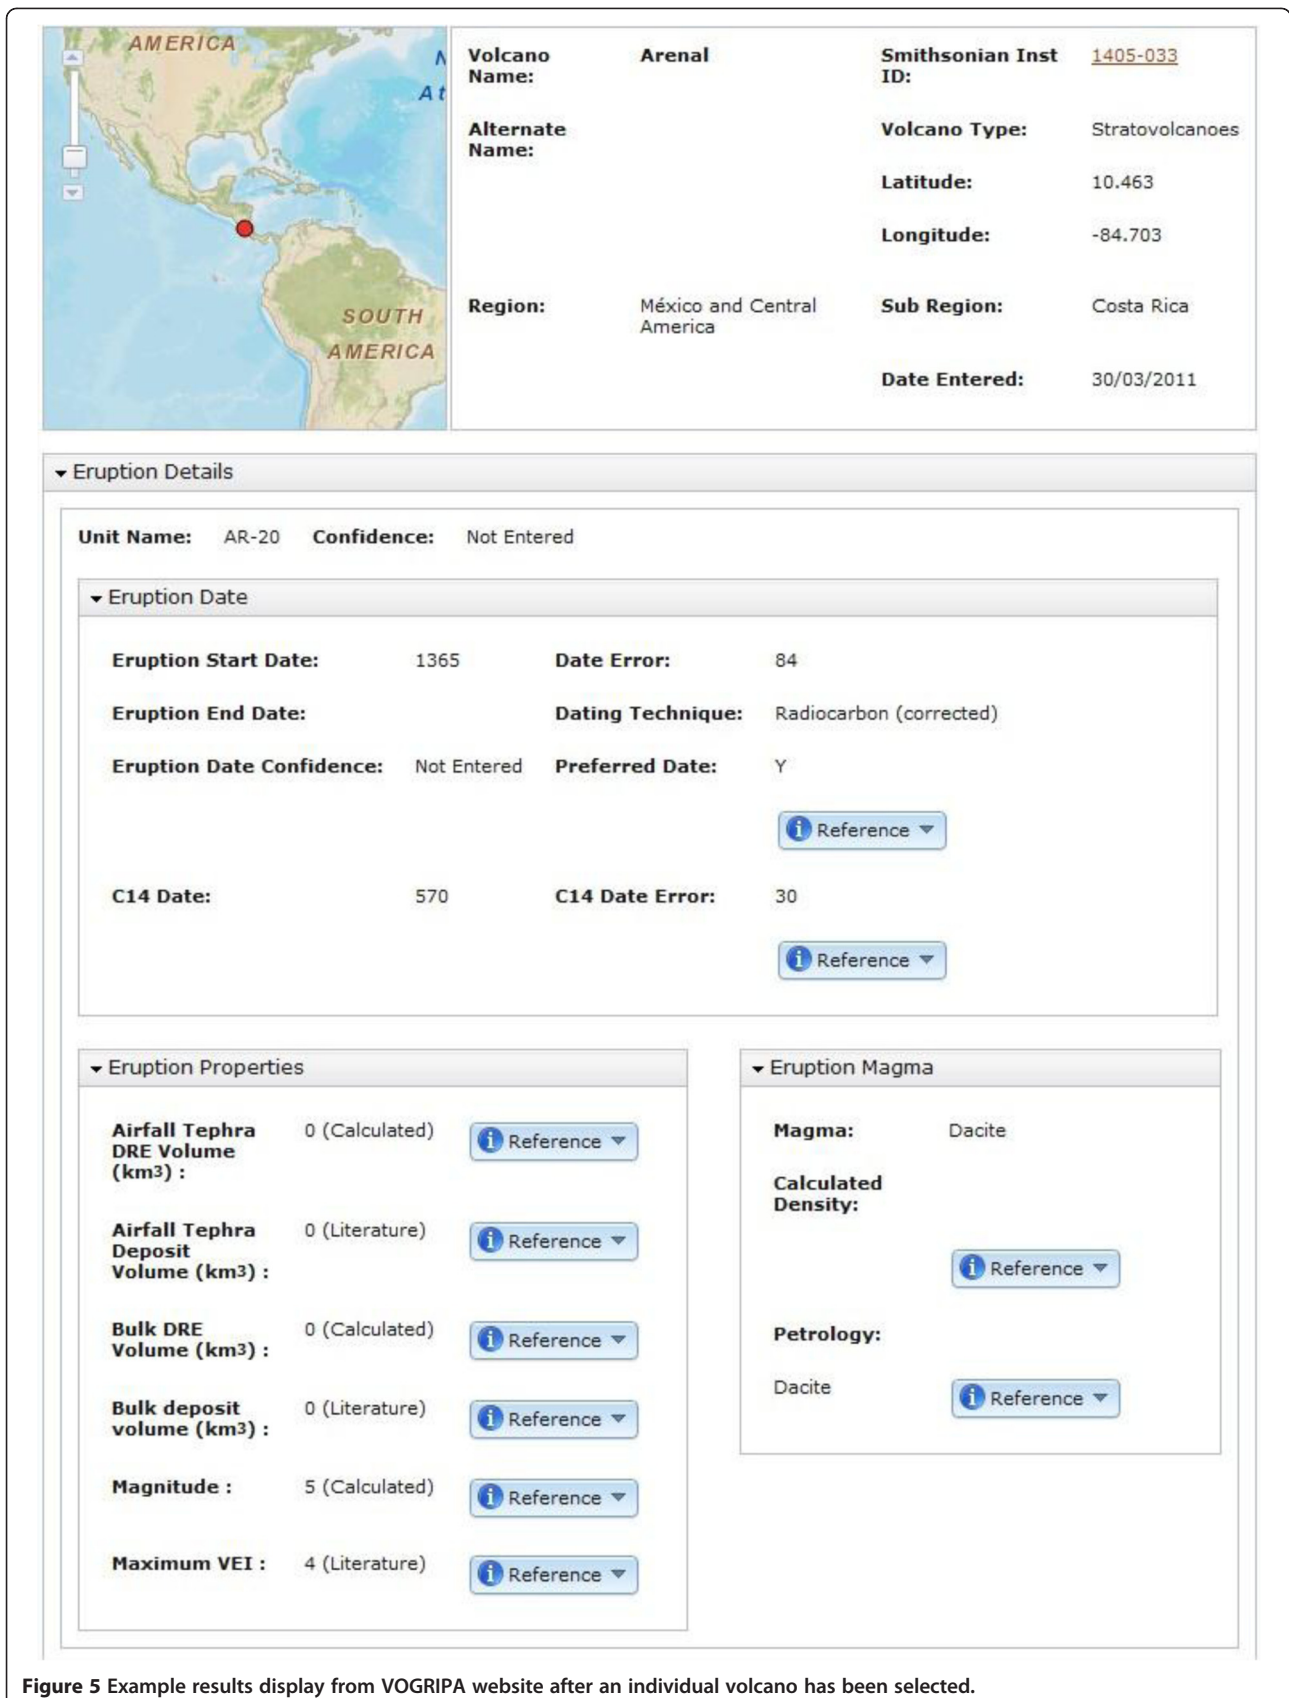 AMERICA
N
At
SOUTH
AMERICA
Volcano Name: Arenal Smithsonian Inst ID: 1405-033
Alternate Name: Volcano Type: Stratovolcanoes
Latitude: 10.463
Longitude: -84.703
Region: México and Central America Sub Region: Costa Rica
Date Entered: 30/03/2011
Eruption Details
Unit Name: AR-20 Confidence: Not Entered
Eruption Date
Eruption Start Date: 1365 Date Error: 84
Eruption End Date: Dating Technique: Radiocarbon (corrected)
Eruption Date Confidence: Not Entered Preferred Date: Y
Reference
C14 Date: 570 C14 Date Error: 30
Reference
Eruption Properties
Airfall Tephra DRE Volume (km3) : 0 (Calculated) Reference
Airfall Tephra Deposit Volume (km3) : 0 (Literature) Reference
Bulk DRE Volume (km3) : 0 (Calculated) Reference
Bulk deposit volume (km3) : 0 (Literature) Reference
Magnitude : 5 (Calculated) Reference
Maximum VEI : 4 (Literature) Reference
Eruption Magma
Magma: Dacite
Calculated Density:
Reference
Petrology:
Dacite Reference
Figure 5 Example results display from VOGRIPA website after an individual volcano has been selected.